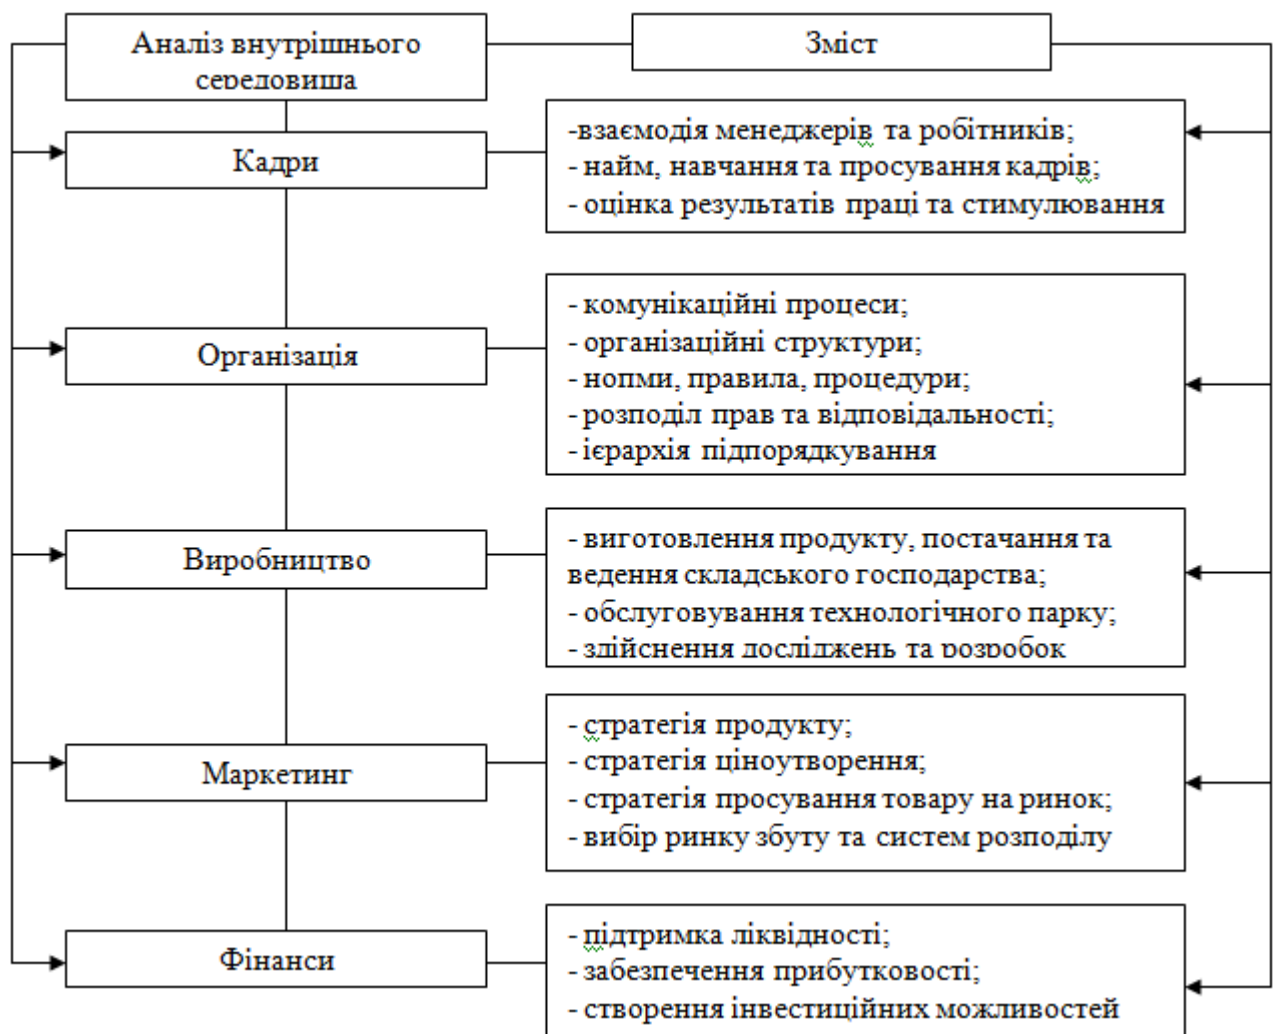 Аналіз внутрішнього
середовища
Зміст
Кадри
-взаємодія менеджерів та робітників;
- найм, навчання та просування кадрів;
- оцінка результатів праці та стимулювання
Організація
- комунікаційні процеси;
- організаційні структури;
- нопми, правила, процедури;
- розподіл прав та відповідальності;
- ієрархія підпорядкування
Виробництво
- виготовлення продукту, постачання та
ведення складського господарства;
- обслуговування технологічного парку;
- здійснення досліджень та розробок
Маркетинг
- стратегія продукту;
- стратегія ціноутворення;
- стратегія просування товару на ринок;
- вибір ринку збуту та систем розподілу
Фінанси
- підтримка ліквідності;
- забезпечення прибутковості;
- створення інвестиційних можливостей